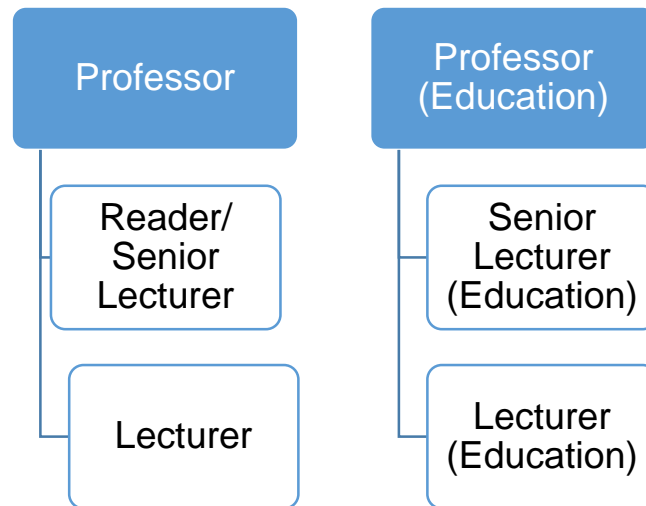 Professor
Reader/
Senior
Lecturer
Lecturer
Professor
(Education)
Senior
Lecturer
(Education)
Lecturer
(Education)